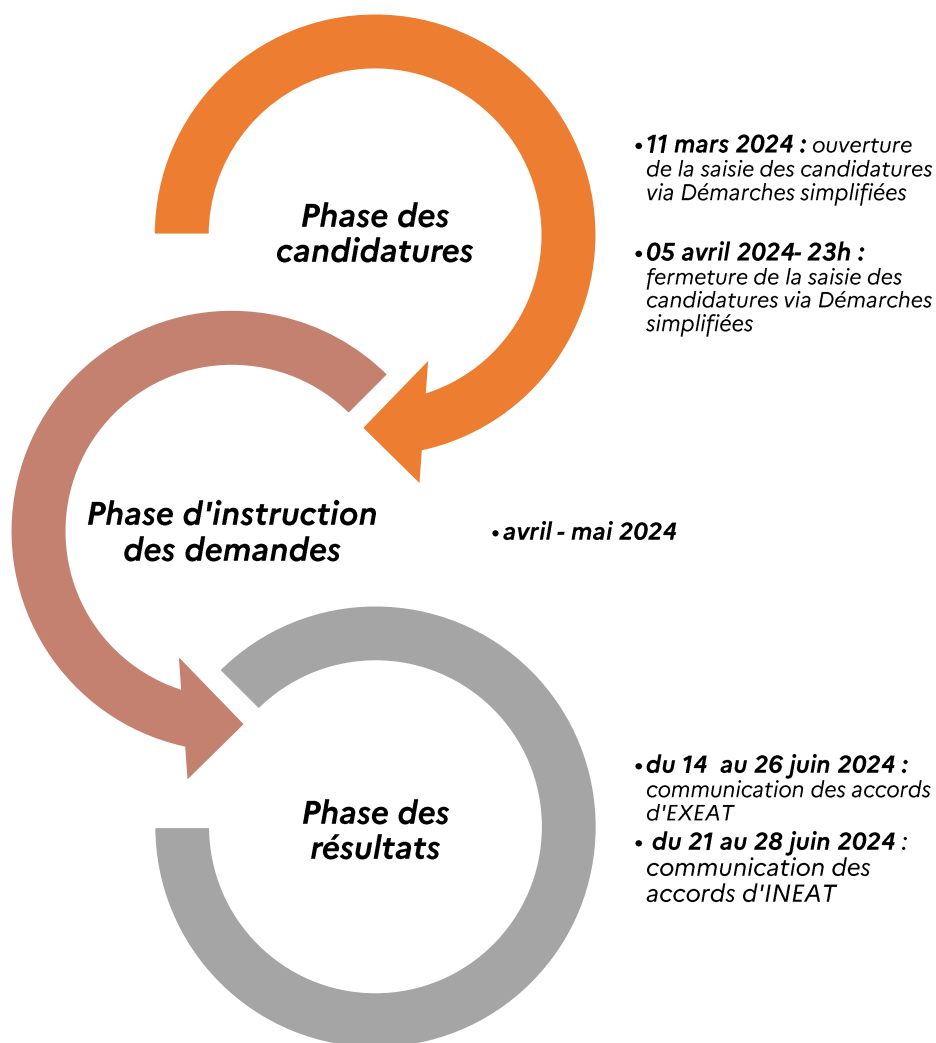 Phase des
candidatures
• 11 mars 2024 : ouverture
de la saisie des candidatures
via Démarches simplifiées
• 05 avril 2024- 23h :
fermeture de la saisie des
candidatures via Démarches
simplifiées
Phase d'instruction
des demandes
• avril - mai 2024
Phase des
résultats
• du 14 au 26 juin 2024 :
communication des accords
d'EXEAT
• du 21 au 28 juin 2024 :
communication des
accords d'INEAT